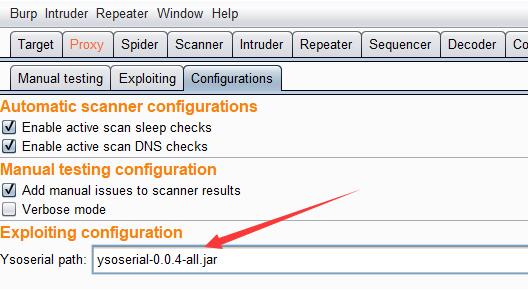 Burp Intruder Repeater Window Help
Target Proxy Spider Scanner Intruder Repeater Sequencer Decoder Co
Manual testing Exploiting Configurations
Automatic scanner configurations
Enable active scan sleep checks
Enable active scan DNS checks
Manual testing configuration
Add manual issues to scanner results
Verbose mode
Exploiting configuration
Ysoserial path: ysoserial-0.0.4-all.jar